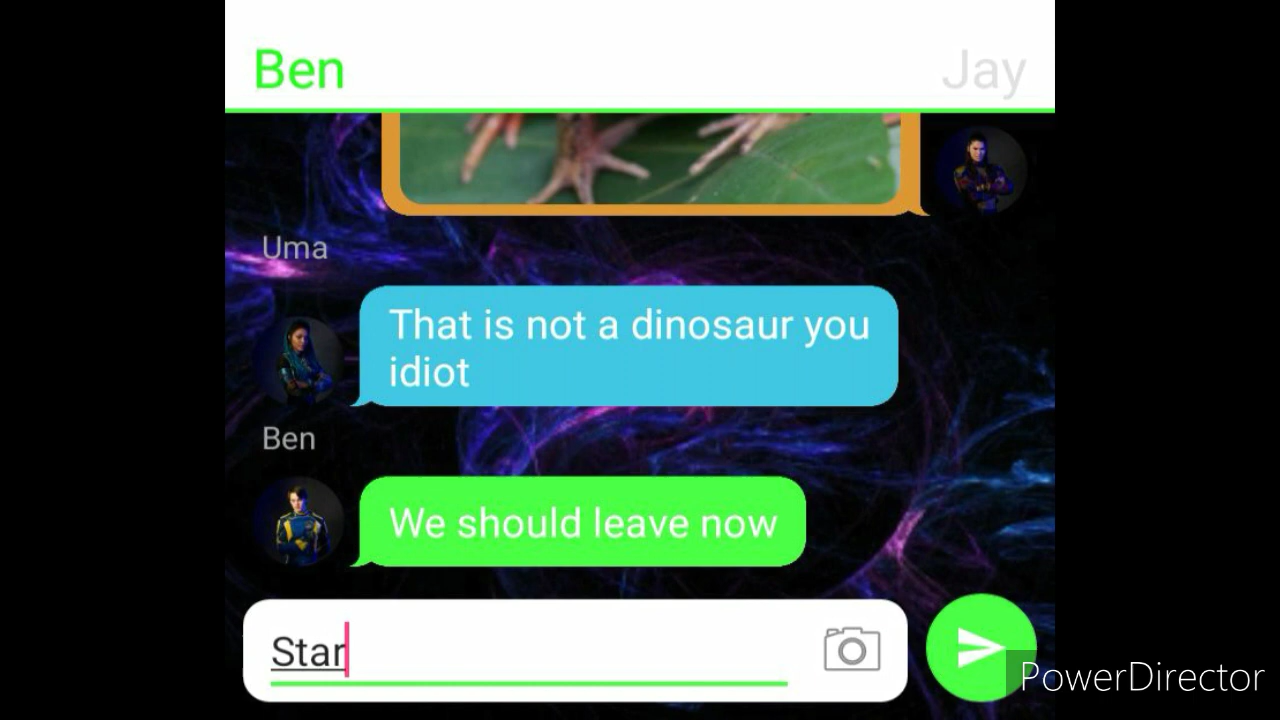 Ben
Jay
Uma
That is not a dinosaur you
idiot
Ben
We should leave now
Star
PowerDirector